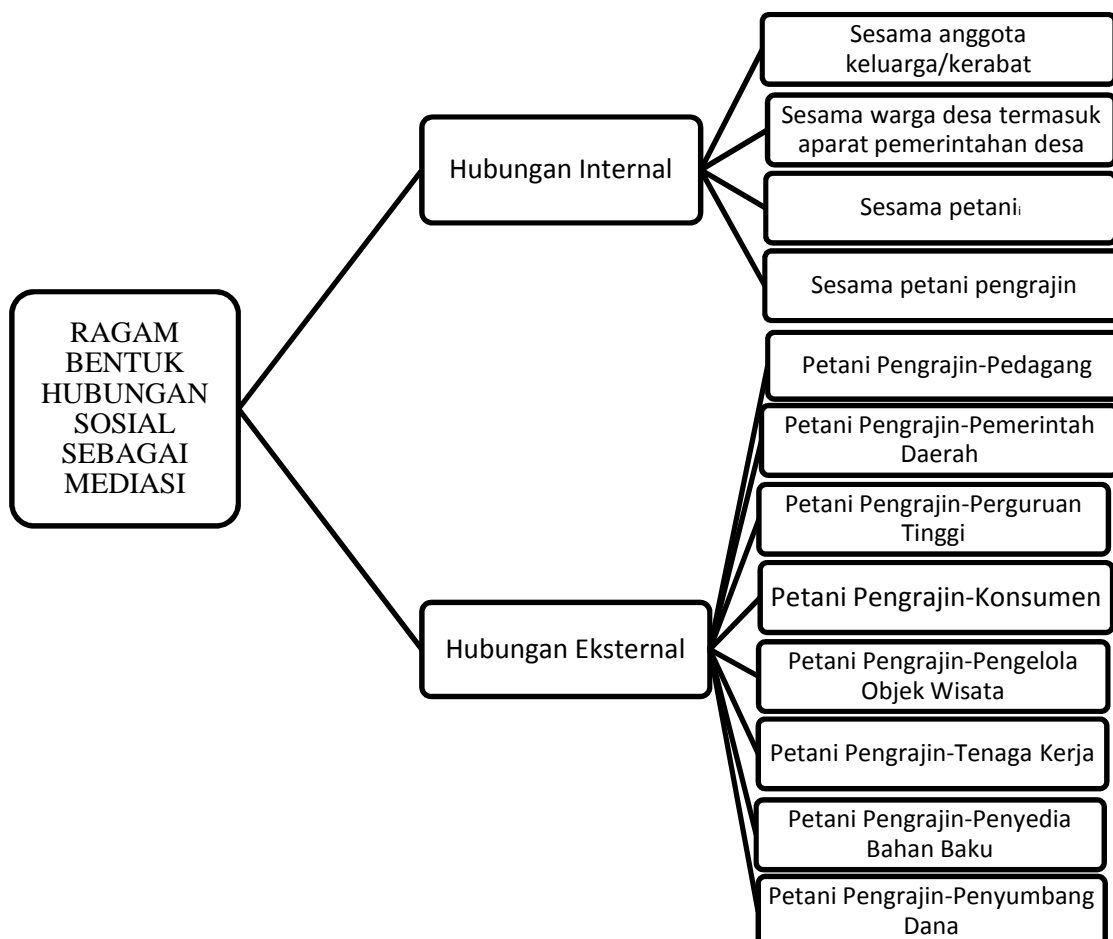 RAGAM
BENTUK
HUBUNGAN
SOSIAL
SEBAGAI
MEDIASI
Hubungan Internal
Sesama anggota
keluarga/kerabat
Sesama warga desa termasuk
aparat pemerintahan desa
Sesama petaniᵢ
Sesama petani pengrajin
Hubungan Eksternal
Petani Pengrajin-Pedagang
Petani Pengrajin-Pemerintah
Daerah
Petani Pengrajin-Perguruan
Tinggi
Petani Pengrajin-Konsumen
Petani Pengrajin-Pengelola
Objek Wisata
Petani Pengrajin-Tenaga Kerja
Petani Pengrajin-Penyedia
Bahan Baku
Petani Pengrajin-Penyumbang
Dana